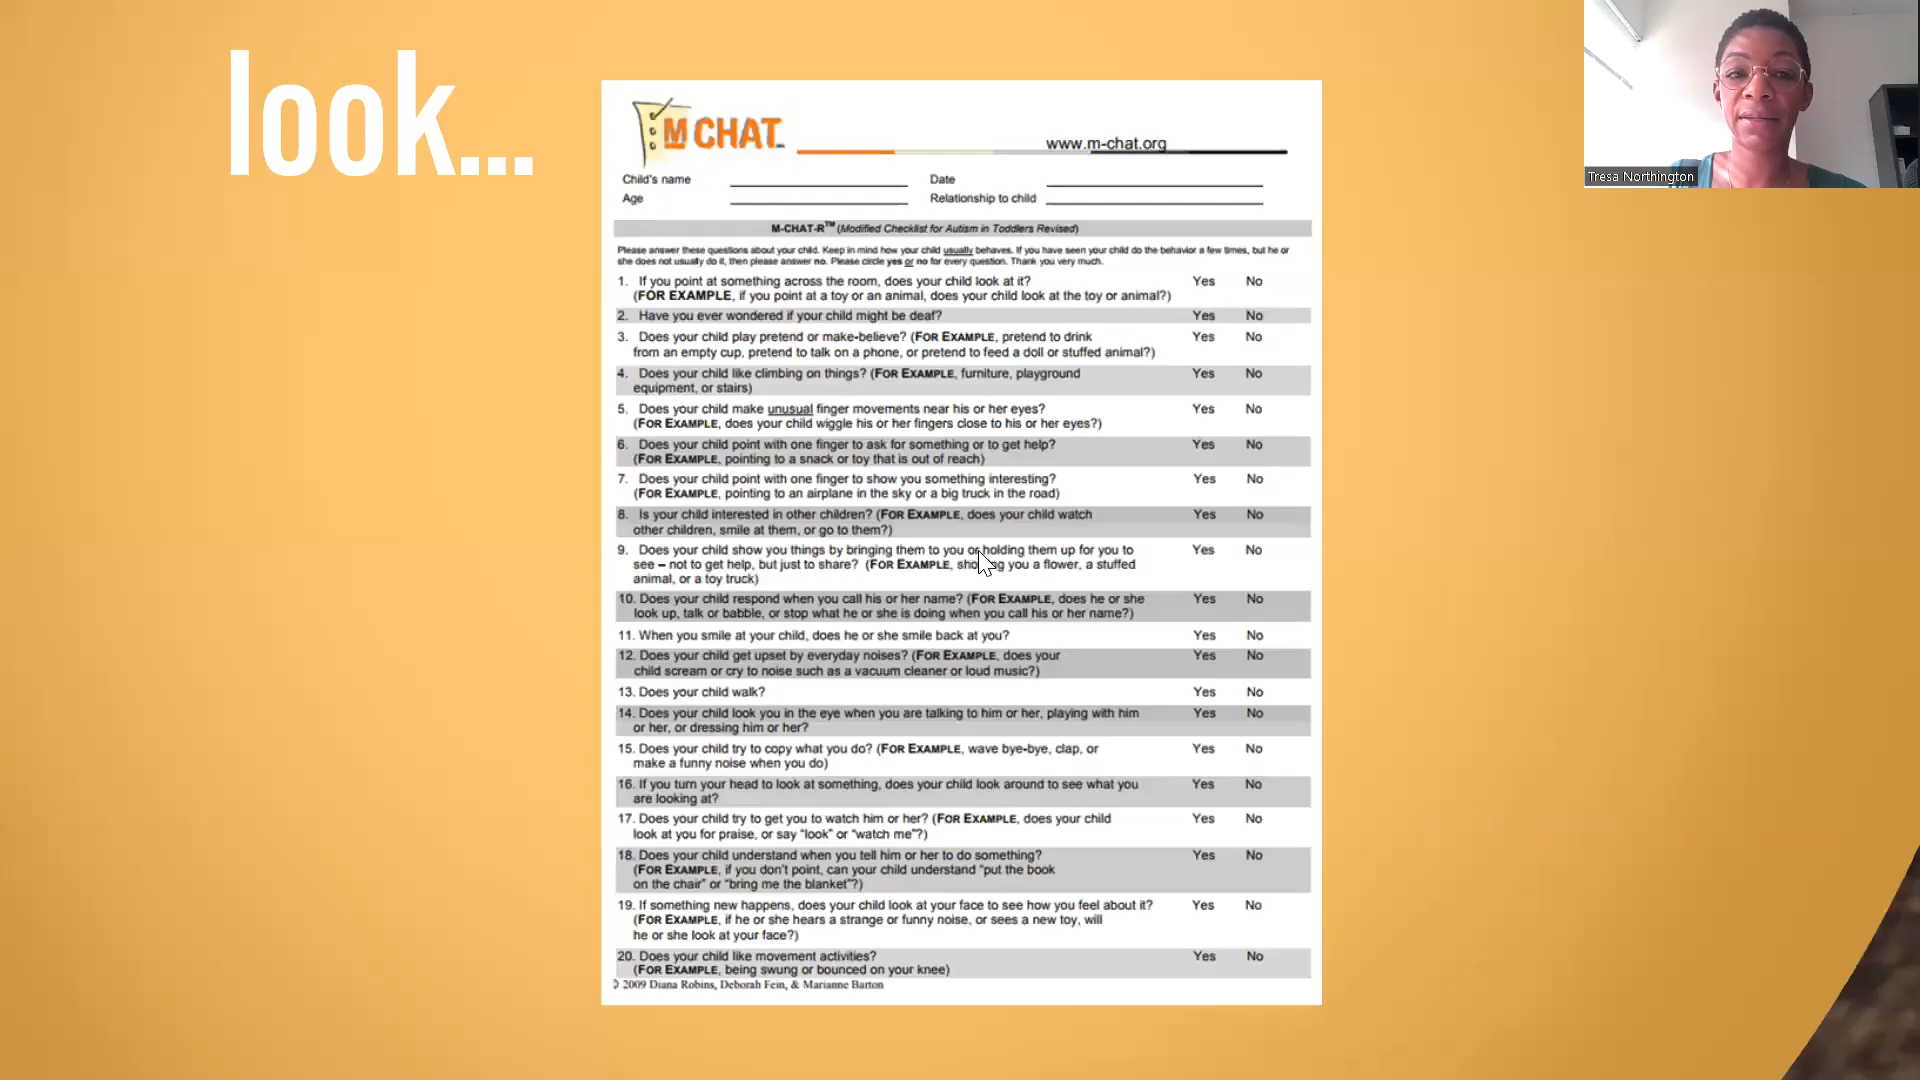 look...
M CHAT™
www.m-chat.org
Child's name Date
Age Relationship to child
M-CHAT-R™ (Modified Checklist for Autism in Toddlers Revised)
Please answer these questions about your child. Keep in mind how your child usually behaves. If you have seen your child do the behavior a few times, but he or
she does not usually do it, then please answer no. Please circle yes or no for every question. Thank you very much.
1. If you point at something across the room, does your child look at it? Yes No
(FOR EXAMPLE, if you point at a toy or an animal, does your child look at the toy or animal?)
2. Have you ever wondered if your child might be deaf? Yes No
3. Does your child play pretend or make-believe? (FOR EXAMPLE, pretend to drink Yes No
from an empty cup, pretend to talk on a phone, or pretend to feed a doll or stuffed animal?)
4. Does your child like climbing on things? (FOR EXAMPLE, furniture, playground Yes No
equipment, or stairs)
5. Does your child make unusual finger movements near his or her eyes? Yes No
(FOR EXAMPLE, does your child wiggle his or her fingers close to his or her eyes?)
6. Does your child point with one finger to ask for something or to get help? Yes No
(FOR EXAMPLE, pointing to a snack or toy that is out of reach)
7. Does your child point with one finger to show you something interesting? Yes No
(FOR EXAMPLE, pointing to an airplane in the sky or a big truck in the road)
8. Is your child interested in other children? (FOR EXAMPLE, does your child watch Yes No
other children, smile at them, or go to them?)
9. Does your child show you things by bringing them to you or holding them up for you to Yes No
see – not to get help, but just to share? (FOR EXAMPLE, showing you a flower, a stuffed
animal, or a toy truck)
10. Does your child respond when you call his or her name? (FOR EXAMPLE, does he or she Yes No
look up, talk or babble, or stop what he or she is doing when you call his or her name?)
11. When you smile at your child, does he or she smile back at you? Yes No
12. Does your child get upset by everyday noises? (FOR EXAMPLE, does your Yes No
child scream or cry to noise such as a vacuum cleaner or loud music?)
13. Does your child walk? Yes No
14. Does your child look you in the eye when you are talking to him or her, playing with him Yes No
or her, or dressing him or her?
15. Does your child try to copy what you do? (FOR EXAMPLE, wave bye-bye, clap, or Yes No
make a funny noise when you do)
16. If you turn your head to look at something, does your child look around to see what you Yes No
are looking at?
17. Does your child try to get you to watch him or her? (FOR EXAMPLE, does your child Yes No
look at you for praise, or say "look" or "watch me"?)
18. Does your child understand when you tell him or her to do something? Yes No
(FOR EXAMPLE, if you don't point, can your child understand "put the book
on the chair" or "bring me the blanket"?)
19. If something new happens, does your child look at your face to see how you feel about it? Yes No
(FOR EXAMPLE, if he or she hears a strange or funny noise, or sees a new toy, will
he or she look at your face?)
20. Does your child like movement activities? Yes No
(FOR EXAMPLE, being swung or bounced on your knee)
© 2009 Diana Robins, Deborah Fein, & Marianne Barton
Tresa Northington